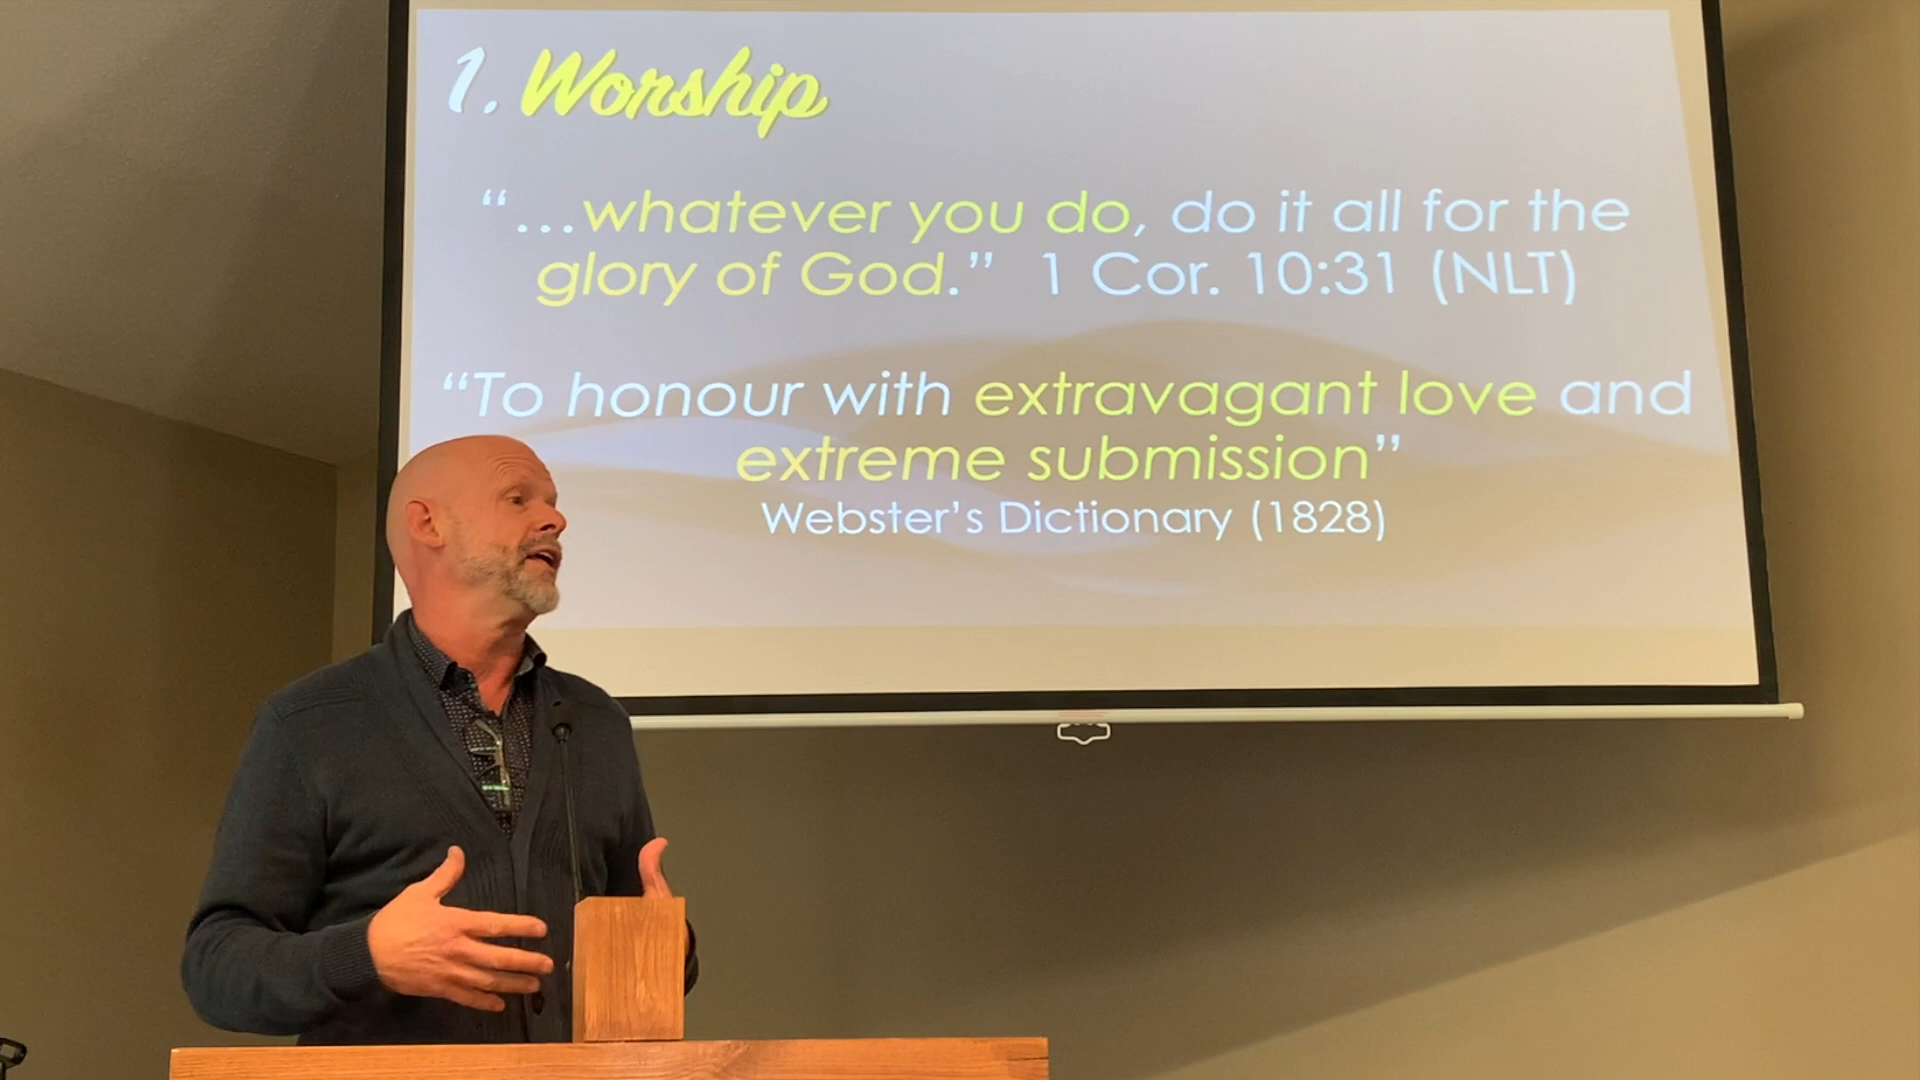 1. Worship
“...whatever you do, do it all for the
glory of God.” 1 Cor. 10:31 (NLT)
“To honour with extravagant love and
extreme submission”
Webster’s Dictionary (1828)